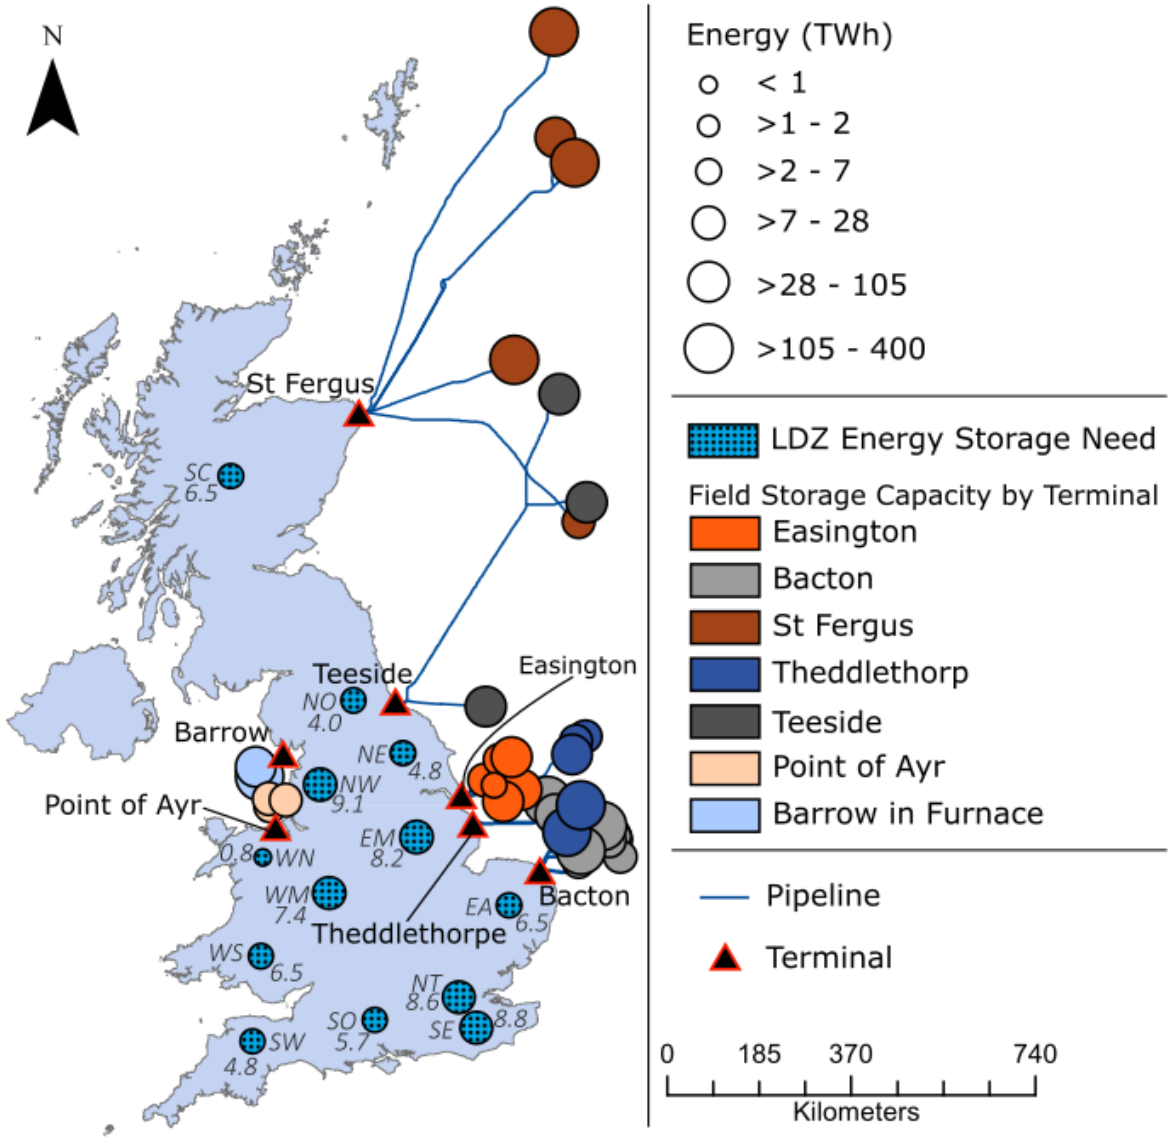 N
St Fergus
SC
6.5
Easington
Teeside
NO
4.0
Barrow
NE
4.8
NW
9.1
Point of Ayr
EM
8.2
0.8 WN
WM
7.4
Bacton
EA
6.5
Theddlethorpe
WS
6.5
NT
8.6
SE
8.8
SO
5.7
SW
4.8
Energy (TWh)
< 1
>1 - 2
>2 - 7
>7 - 28
>28 - 105
>105 - 400
LDZ Energy Storage Need
Field Storage Capacity by Terminal
Easington
Bacton
St Fergus
Theddlethorp
Teeside
Point of Ayr
Barrow in Furnace
Pipeline
Terminal
0 185 370 740
Kilometers